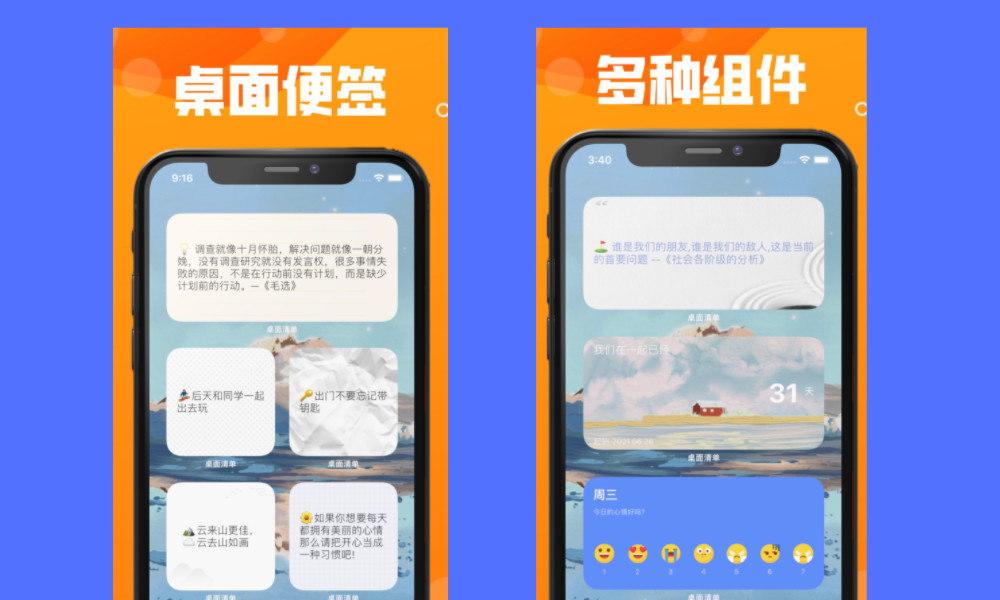 桌面便签
9:16
调查就像十月怀胎，解决问题就像一朝分
娩，没有调查研究就没有发言权，很多事情失
败的原因，不是在行动前没有计划，而是缺少
计划前的行动。—《毛选》
桌面清单
后天和同学一起
出去玩
桌面清单
出门不要忘记带
钥匙
桌面清单
云来山更佳，
云去山如画
桌面清单
如果你想要每天
都拥有美丽的心情
那么请把开心当成
一种习惯吧!
桌面清单
多种组件
3:40
谁是我们的朋友,谁是我们的敌人,这是当前
的首要问题 --《社会各阶级的分析》
桌面清单
我们在一起已经
31 天
起始 2021.06.26
桌面清单
周三
今日的心情好吗?
1 2 3 4 5 6 7
桌面清单